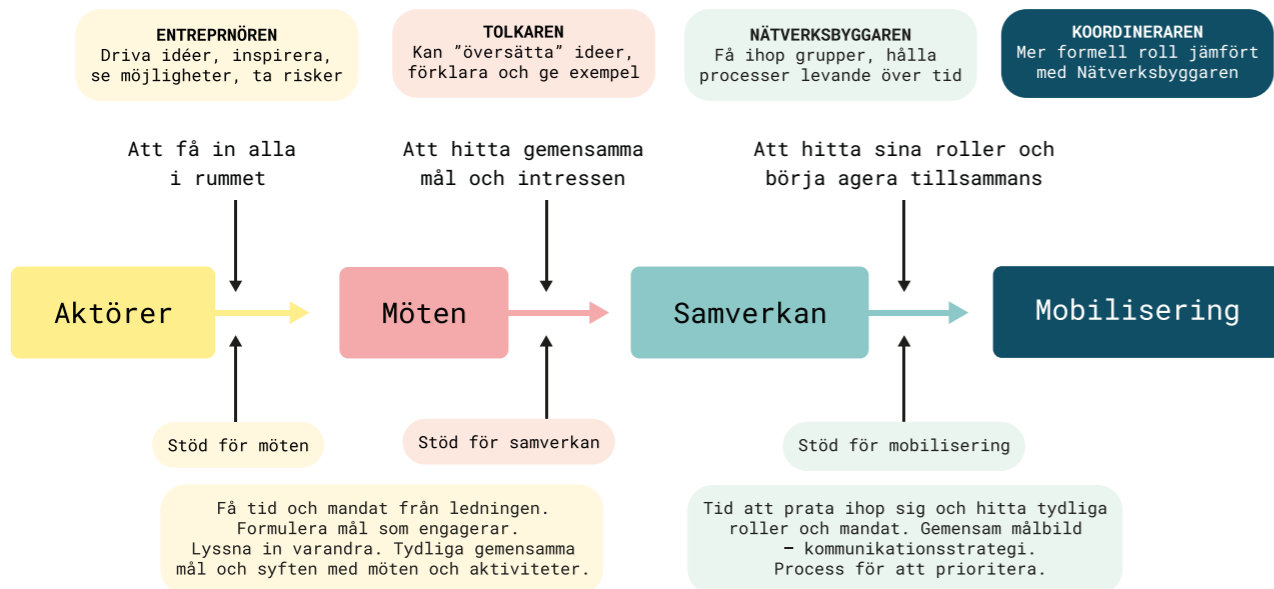 ENTREPRNÖREN
Driva idéer, inspirera,
se möjligheter, ta risker
TOLKAREN
Kan ”översätta” ideer,
förklara och ge exempel
NÄTVERKSBYGGAREN
Få ihop grupper, hålla
processer levande över tid
KOORDINERAREN
Mer formell roll jämfört
med Nätverksbyggaren
Att få in alla
i rummet
Att hitta gemensamma
mål och intressen
Att hitta sina roller och
börja agera tillsammans
Aktörer
Möten
Samverkan
Mobilisering
Stöd för möten
Stöd för samverkan
Stöd för mobilisering
Få tid och mandat från ledningen.
Formulera mål som engagerar.
Lyssna in varandra. Tydliga gemensamma
mål och syften med möten och aktiviteter.
Tid att prata ihop sig och hitta tydliga
roller och mandat. Gemensam målbild
– kommunikationsstrategi.
Process för att prioritera.